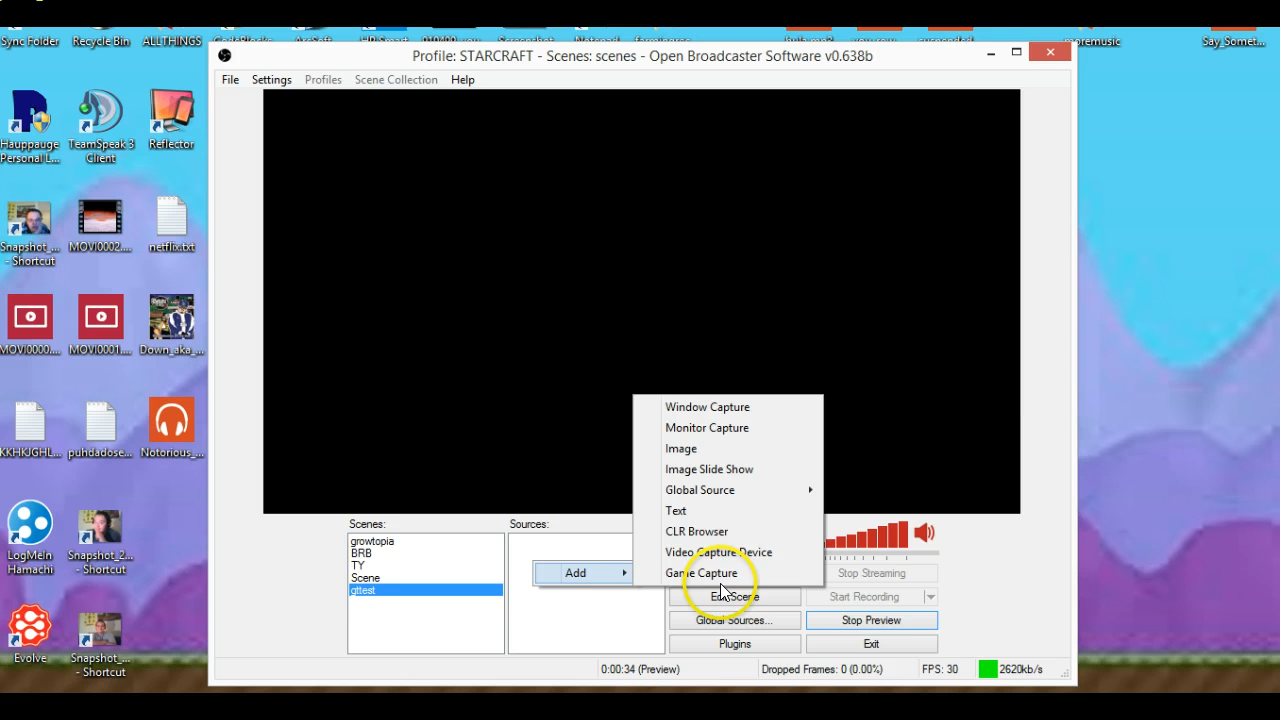 Sync Folder
Recycle Bin
ALLTHINGS
Say_Somet...
Profile: STARCRAFT - Scenes: scenes - Open Broadcaster Software v0.638b
File Settings Profiles Scene Collection Help
Hauppauge
Personal L...
TeamSpeak 3
Client
Reflector
Snapshot_...
- Shortcut
MOVI0002....
netflix.txt
MOVI0000....
MOVI0001....
Down_aka_...
KKHKJGHL...
puhdadose...
Notorious_...
LogMeIn
Hamachi
Snapshot_2...
- Shortcut
Evolve
Snapshot_...
- Shortcut
Window Capture
Monitor Capture
Image
Image Slide Show
Global Source
Text
CLR Browser
Video Capture Device
Game Capture
Scenes:
growtopia
BRB
TY
Scene
gttest
Sources:
Add
Edit Scene
Global Sources...
Plugins
Stop Streaming
Start Recording
Stop Preview
Exit
0:00:34 (Preview)
Dropped Frames: 0 (0.00%)
FPS: 30
2620kb/s